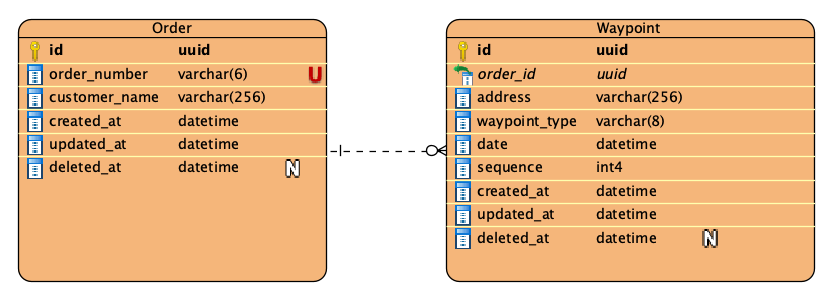 Order
id uuid
order_number varchar(6) U
customer_name varchar(256)
created_at datetime
updated_at datetime
deleted_at datetime N
Waypoint
id uuid
order_id uuid
address varchar(256)
waypoint_type varchar(8)
date datetime
sequence int4
created_at datetime
updated_at datetime
deleted_at datetime N